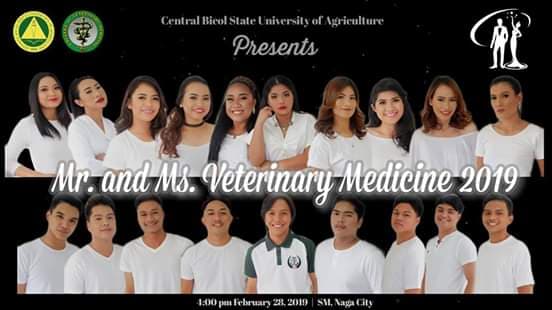 Central Bicol State University of Agriculture
Presents
Mr. and Ms. Veterinary Medicine 2019
4:00 pm February 28, 2019 | SM, Naga City